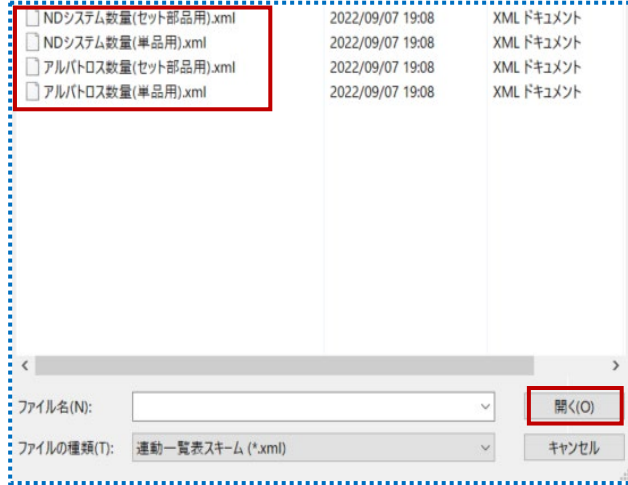 NDシステム数量(セット部品用).xml 2022/09/07 19:08 XML ドキュメント
NDシステム数量(単品用).xml 2022/09/07 19:08 XML ドキュメント
アルバトロス数量(セット部品用).xml 2022/09/07 19:08 XML ドキュメント
アルバトロス数量(単品用).xml 2022/09/07 19:08 XML ドキュメント
ファイル名(N): 開く(O)
ファイルの種類(T): 連動一覧表スキーム (*.xml) キャンセル